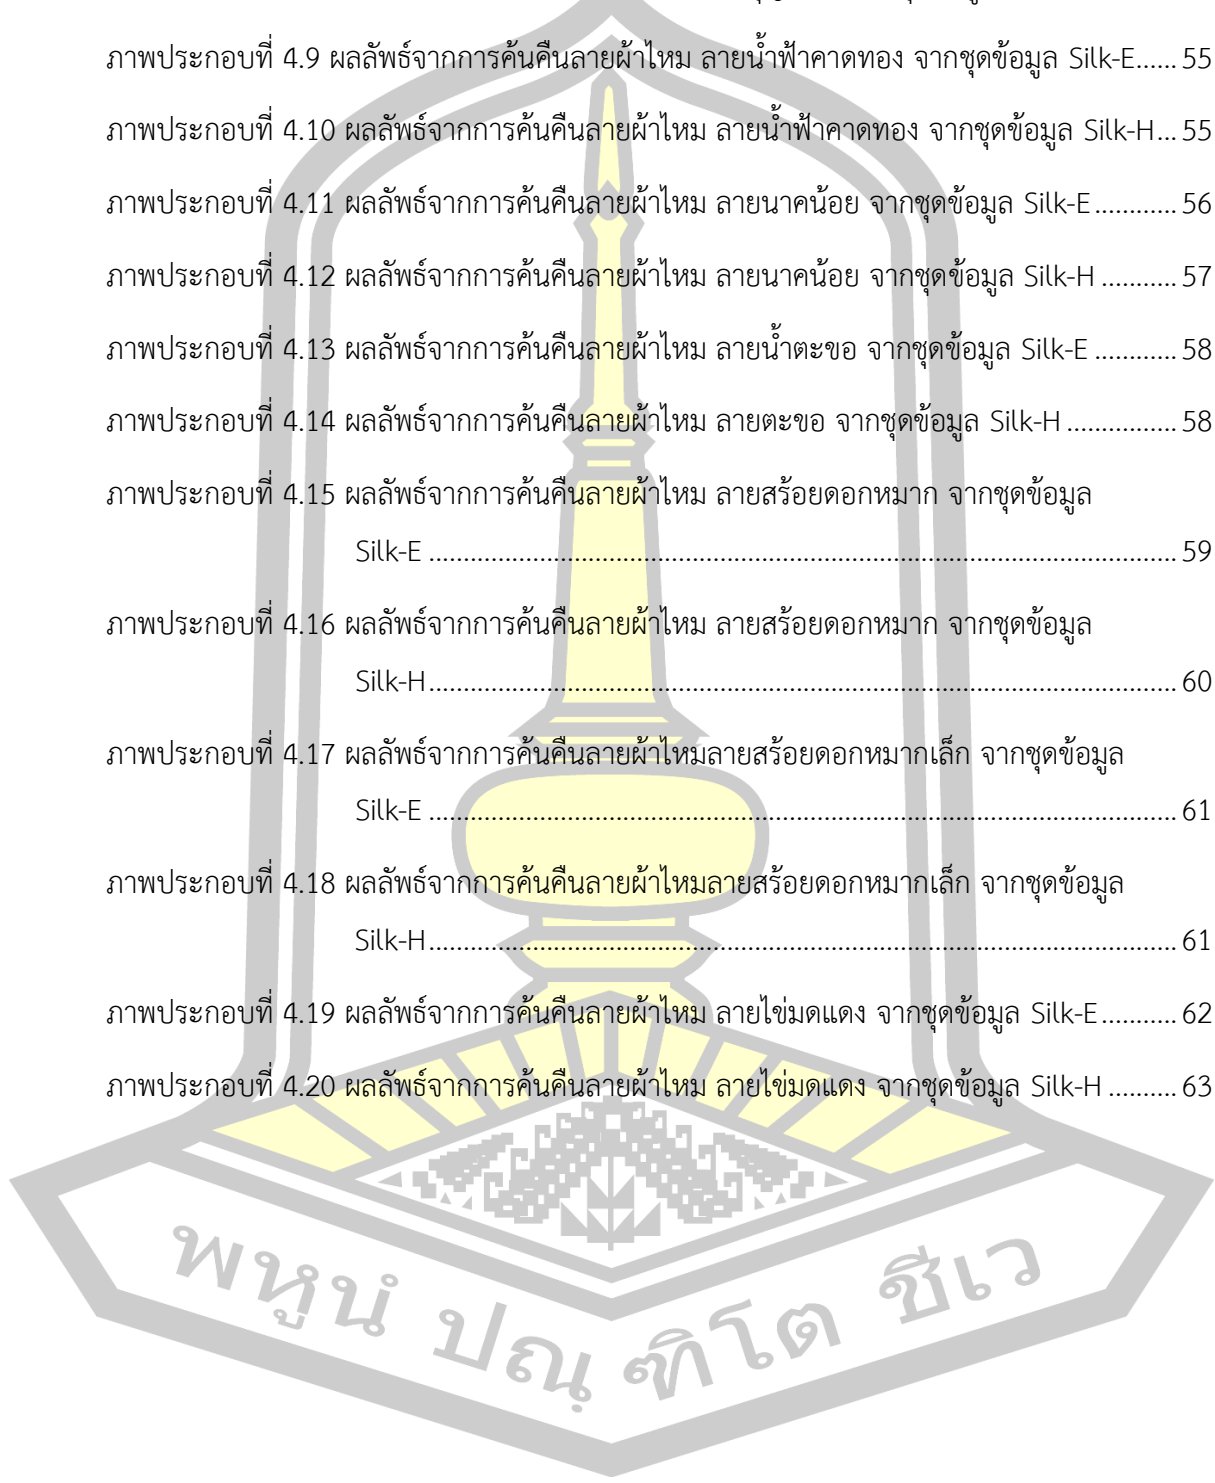 ภาพประกอบที่ 4.9 ผลลัพธ์จากการค้นคืนลายผ้าไหม ลายน้ำฟ้าคาดทอง จากชุดข้อมูล Silk-E...... 55
ภาพประกอบที่ 4.10 ผลลัพธ์จากการค้นคืนลายผ้าไหม ลายน้ำฟ้าคาดทอง จากชุดข้อมูล Silk-H... 55
ภาพประกอบที่ 4.11 ผลลัพธ์จากการค้นคืนลายผ้าไหม ลายนาคน้อย จากชุดข้อมูล Silk-E ............ 56
ภาพประกอบที่ 4.12 ผลลัพธ์จากการค้นคืนลายผ้าไหม ลายนาคน้อย จากชุดข้อมูล Silk-H ........... 57
ภาพประกอบที่ 4.13 ผลลัพธ์จากการค้นคืนลายผ้าไหม ลายน้ำตะขอ จากชุดข้อมูล Silk-E ............ 58
ภาพประกอบที่ 4.14 ผลลัพธ์จากการค้นคืนลายผ้าไหม ลายตะขอ จากชุดข้อมูล Silk-H ................ 58
ภาพประกอบที่ 4.15 ผลลัพธ์จากการค้นคืนลายผ้าไหม ลายสร้อยดอกหมาก จากชุดข้อมูล
Silk-E ............................................................................................................. 59
ภาพประกอบที่ 4.16 ผลลัพธ์จากการค้นคืนลายผ้าไหม ลายสร้อยดอกหมาก จากชุดข้อมูล
Silk-H ............................................................................................................. 60
ภาพประกอบที่ 4.17 ผลลัพธ์จากการค้นคืนลายผ้าไหมลายสร้อยดอกหมากเล็ก จากชุดข้อมูล
Silk-E ............................................................................................................. 61
ภาพประกอบที่ 4.18 ผลลัพธ์จากการค้นคืนลายผ้าไหมลายสร้อยดอกหมากเล็ก จากชุดข้อมูล
Silk-H ............................................................................................................. 61
ภาพประกอบที่ 4.19 ผลลัพธ์จากการค้นคืนลายผ้าไหม ลายไข่มดแดง จากชุดข้อมูล Silk-E ........... 62
ภาพประกอบที่ 4.20 ผลลัพธ์จากการค้นคืนลายผ้าไหม ลายไข่มดแดง จากชุดข้อมูล Silk-H .......... 63
พหูนํ ปณฺฑิโต ชีเว